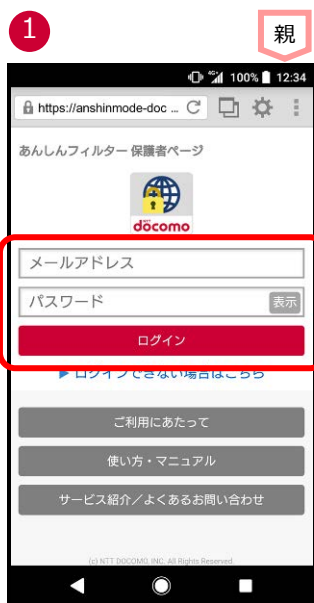 1
親
4G 100% 12:34
https://anshinmode-doc ...
あんしんフィルター 保護者ページ
NTT
döcomo
メールアドレス
パスワード
表示
ログイン
▶ ログインできない場合はこちら
ご利用にあたって
使い方・マニュアル
サービス紹介／よくあるお問い合わせ
(c) NTT DOCOMO, INC. All Rights Reserved.